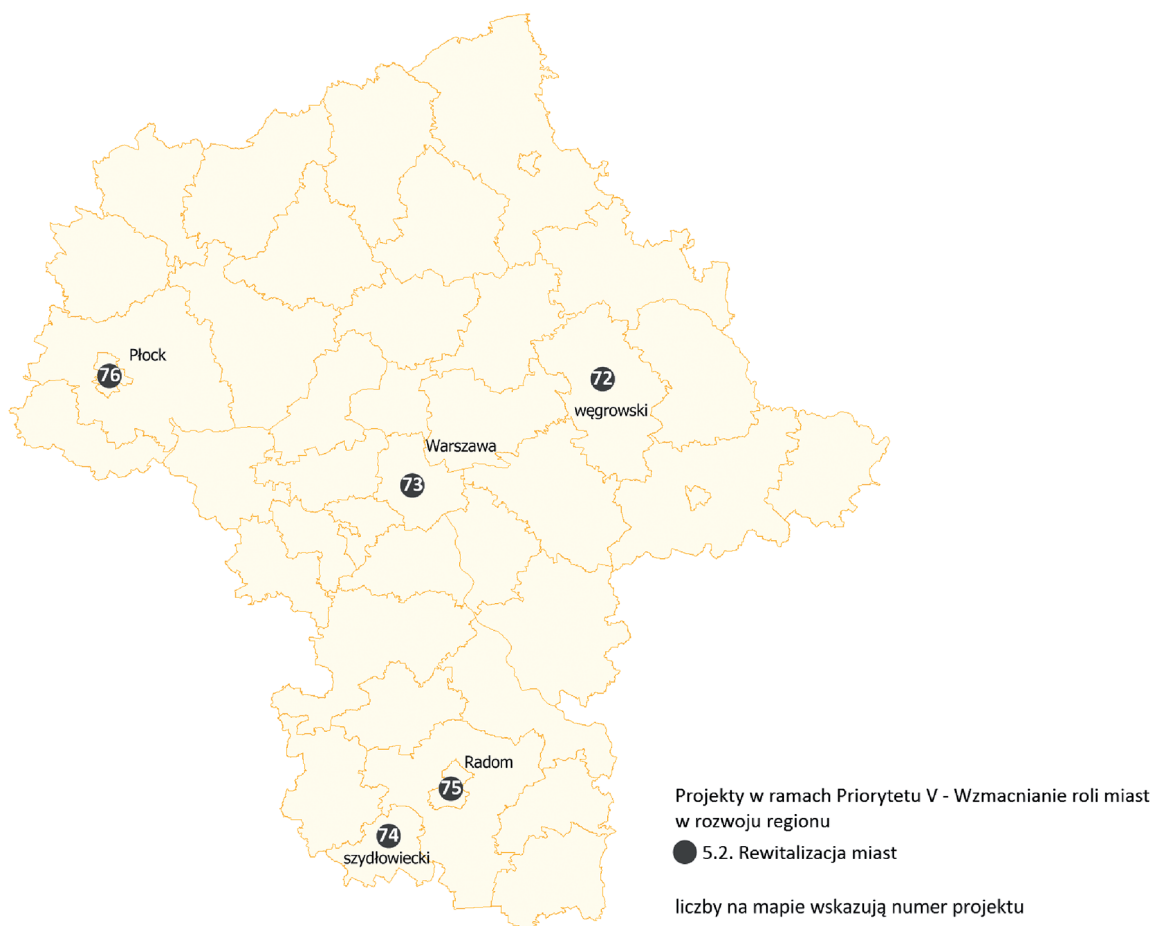 Płock
76
72
węgrowski
Warszawa
73
Radom
75
74
szydłowiecki
Projekty w ramach Priorytetu V - Wzmacnianie roli miast
w rozwoju regionu
5.2. Rewitalizacja miast
liczby na mapie wskazują numer projektu